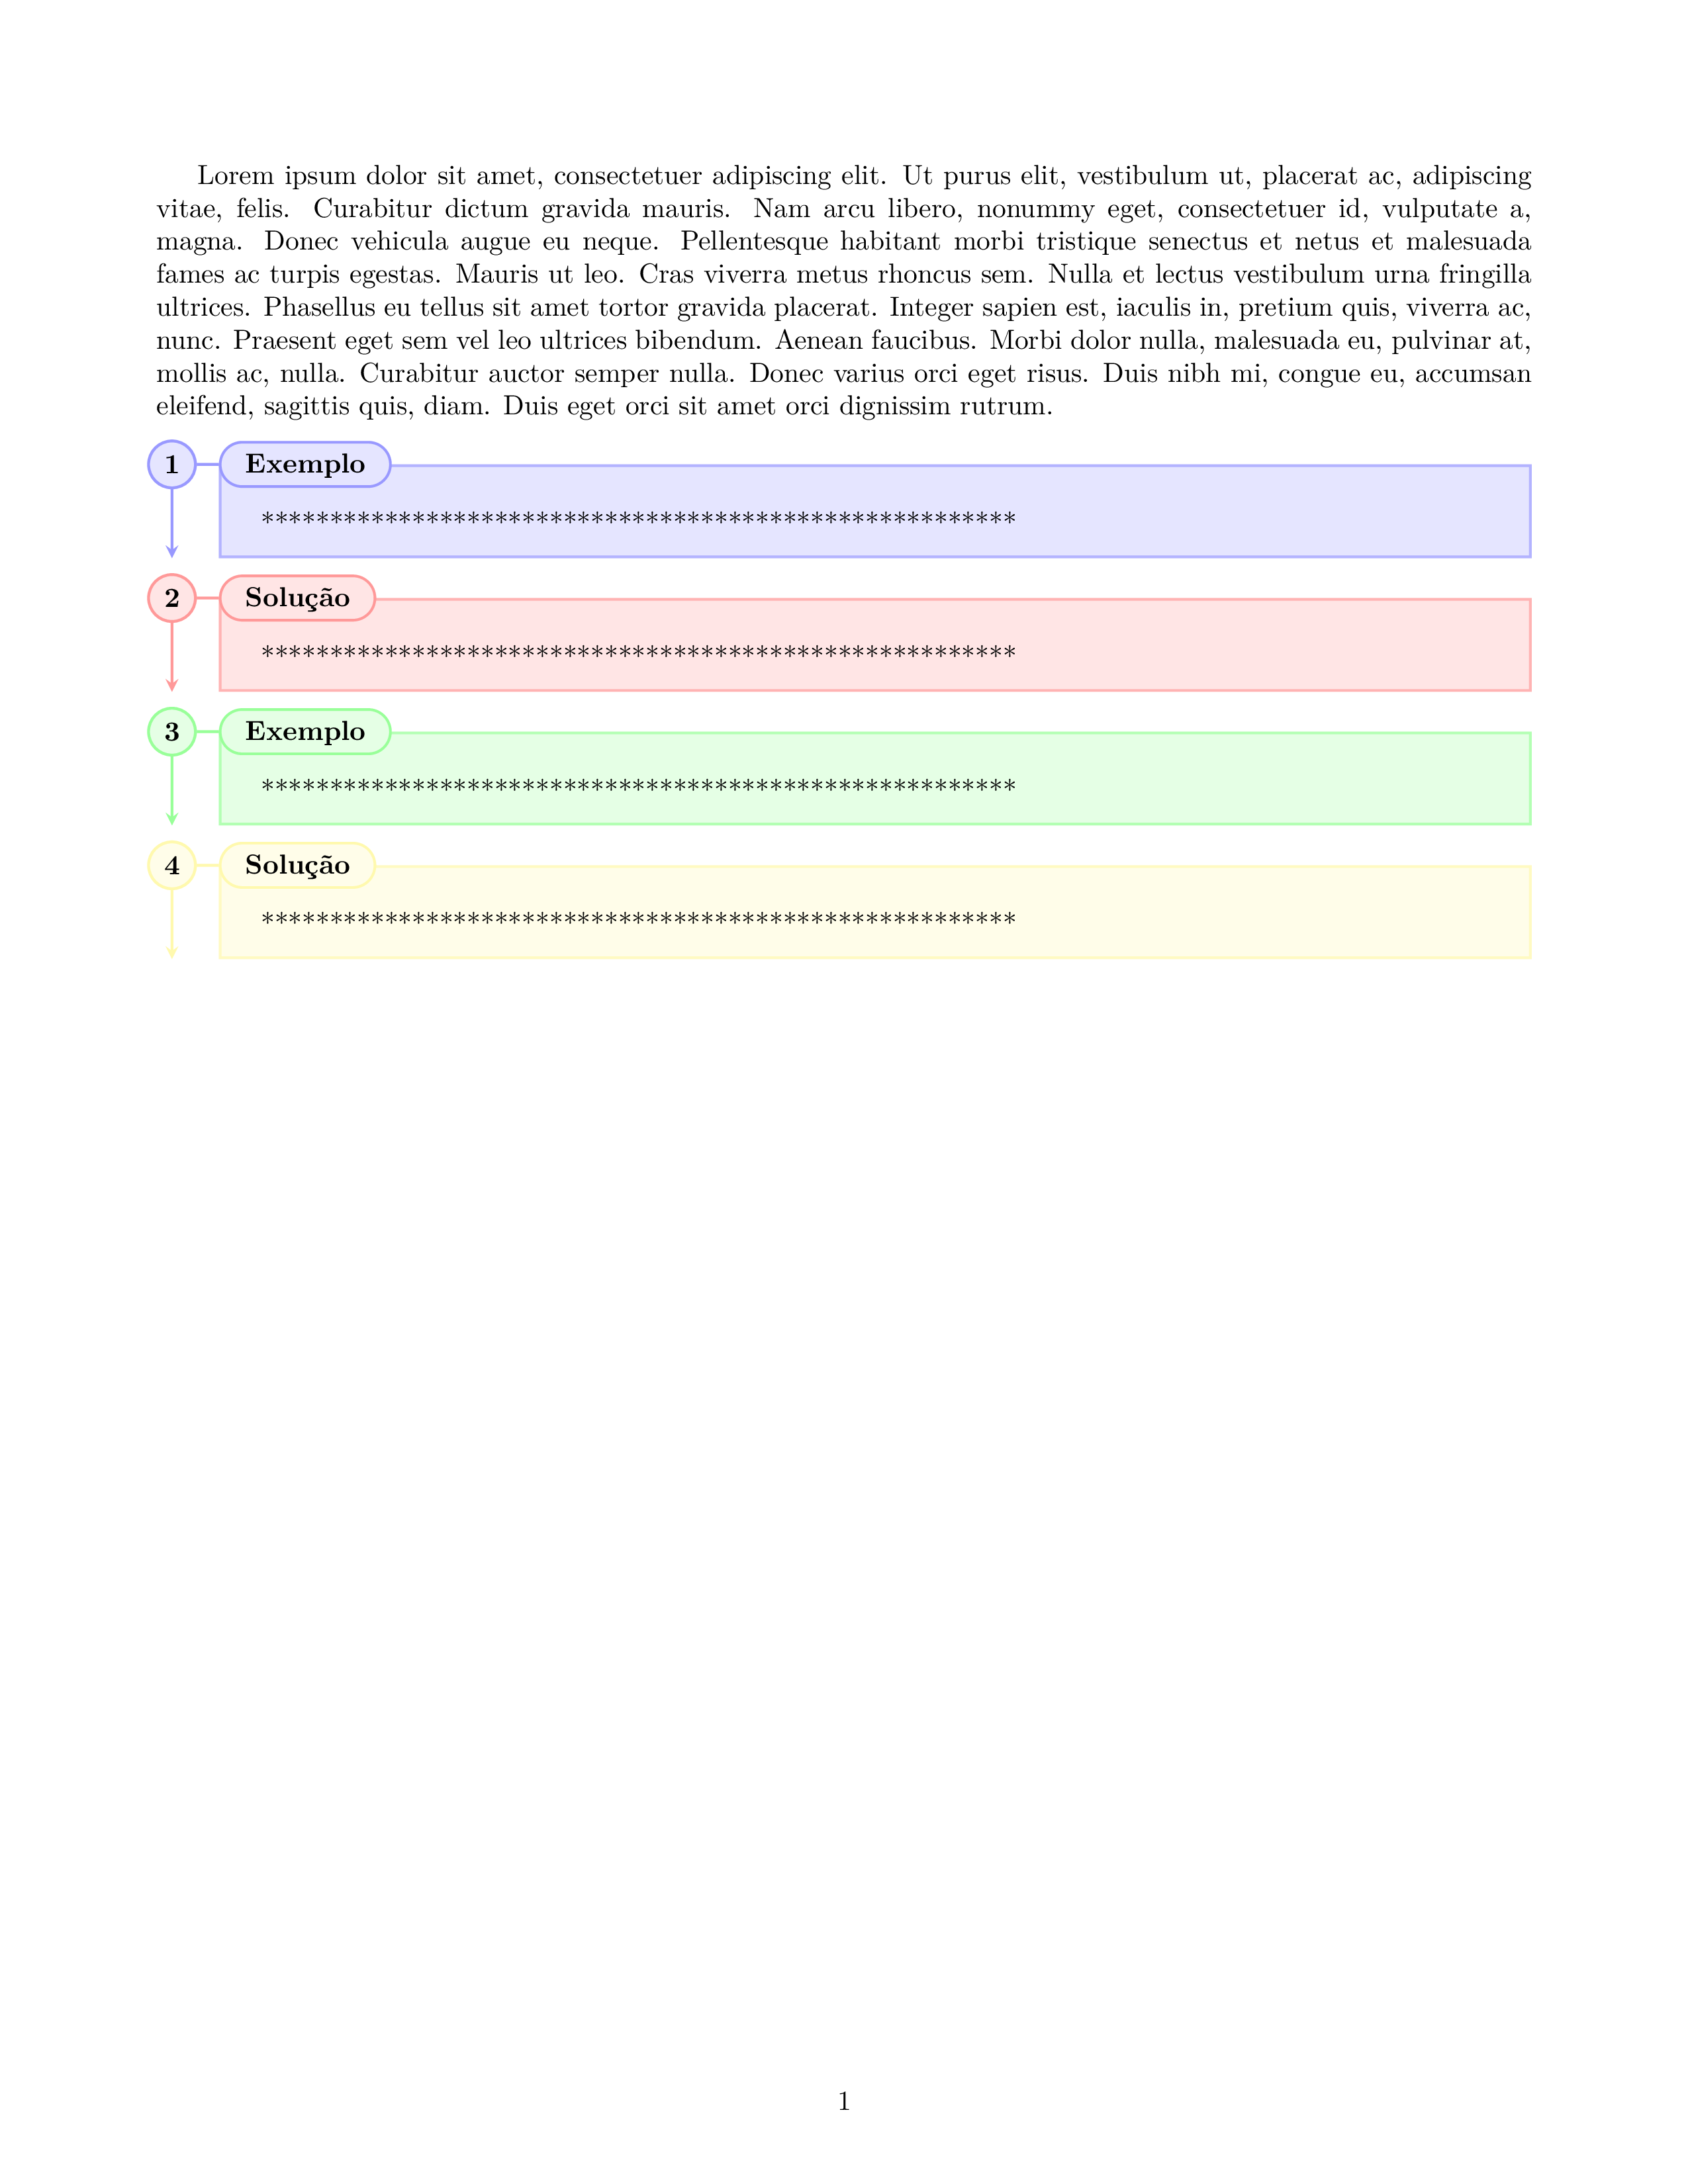 Lorem ipsum dolor sit amet, consectetuer adipiscing elit. Ut purus elit, vestibulum ut, placerat ac, adipiscing
vitae, felis. Curabitur dictum gravida mauris. Nam arcu libero, nonummy eget, consectetuer id, vulputate a,
magna. Donec vehicula augue eu neque. Pellentesque habitant morbi tristique senectus et netus et malesuada
fames ac turpis egestas. Mauris ut leo. Cras viverra metus rhoncus sem. Nulla et lectus vestibulum urna fringilla
ultrices. Phasellus eu tellus sit amet tortor gravida placerat. Integer sapien est, iaculis in, pretium quis, viverra ac,
nunc. Praesent eget sem vel leo ultrices bibendum. Aenean faucibus. Morbi dolor nulla, malesuada eu, pulvinar at,
mollis ac, nulla. Curabitur auctor semper nulla. Donec varius orci eget risus. Duis nibh mi, congue eu, accumsan
eleifend, sagittis quis, diam. Duis eget orci sit amet orci dignissim rutrum.
1 Exemplo
*******************************************************
2 Solução
*******************************************************
3 Exemplo
*******************************************************
4 Solução
*******************************************************
1